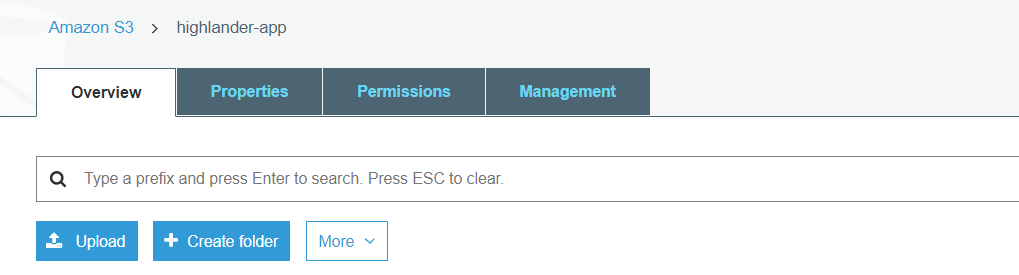 Amazon S3 > highlander-app
Overview Properties Permissions Management
Type a prefix and press Enter to search. Press ESC to clear.
Upload + Create folder More